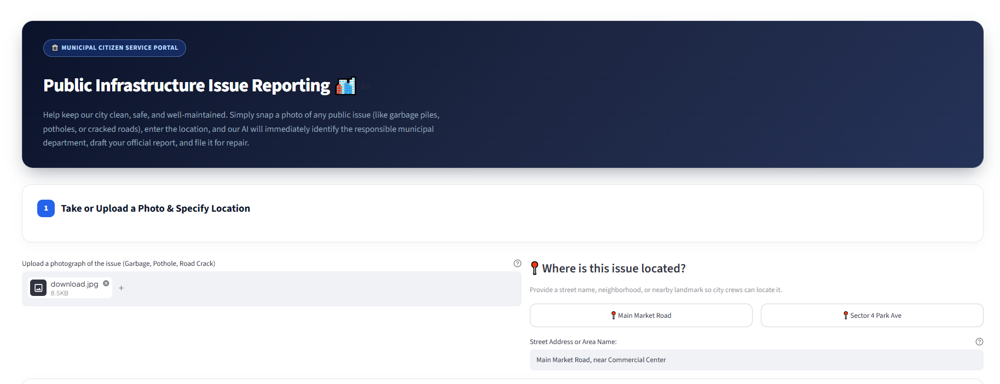 🏛️ MUNICIPAL CITIZEN SERVICE PORTAL
Public Infrastructure Issue Reporting 🏙️
Help keep our city clean, safe, and well-maintained. Simply snap a photo of any public issue (like garbage piles,
potholes, or cracked roads), enter the location, and our AI will immediately identify the responsible municipal
department, draft your official report, and file it for repair.
1 Take or Upload a Photo & Specify Location
Upload a photograph of the issue (Garbage, Pothole, Road Crack)
download.jpg
8.5KB
📍 Where is this issue located?
Provide a street name, neighborhood, or nearby landmark so city crews can locate it.
📍 Main Market Road
📍 Sector 4 Park Ave
Street Address or Area Name:
Main Market Road, near Commercial Center